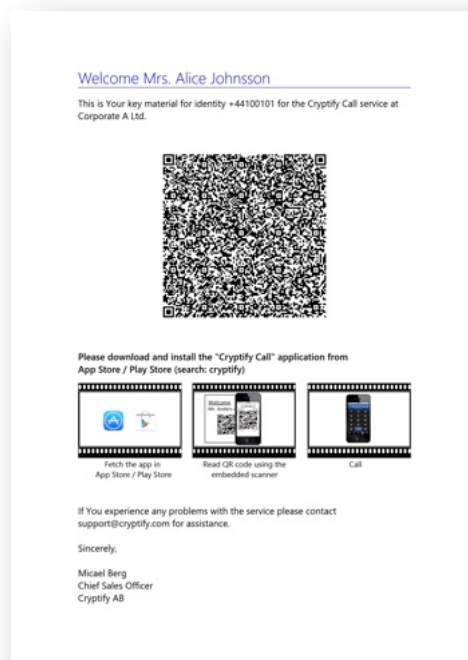 Welcome Mrs. Alice Johnsson
This is Your key material for identity +44100101 for the Cryptify Call service at
Corporate A Ltd.
Please download and install the "Cryptify Call" application from
App Store / Play Store (search: cryptify)
Welcome
Mr. Anders
Fetch the app in
App Store / Play Store
Read QR code using the
embedded scanner
Call
If You experience any problems with the service please contact
support@cryptify.com for assistance.
Sincerely,
Micael Berg
Chief Sales Officer
Cryptify AB